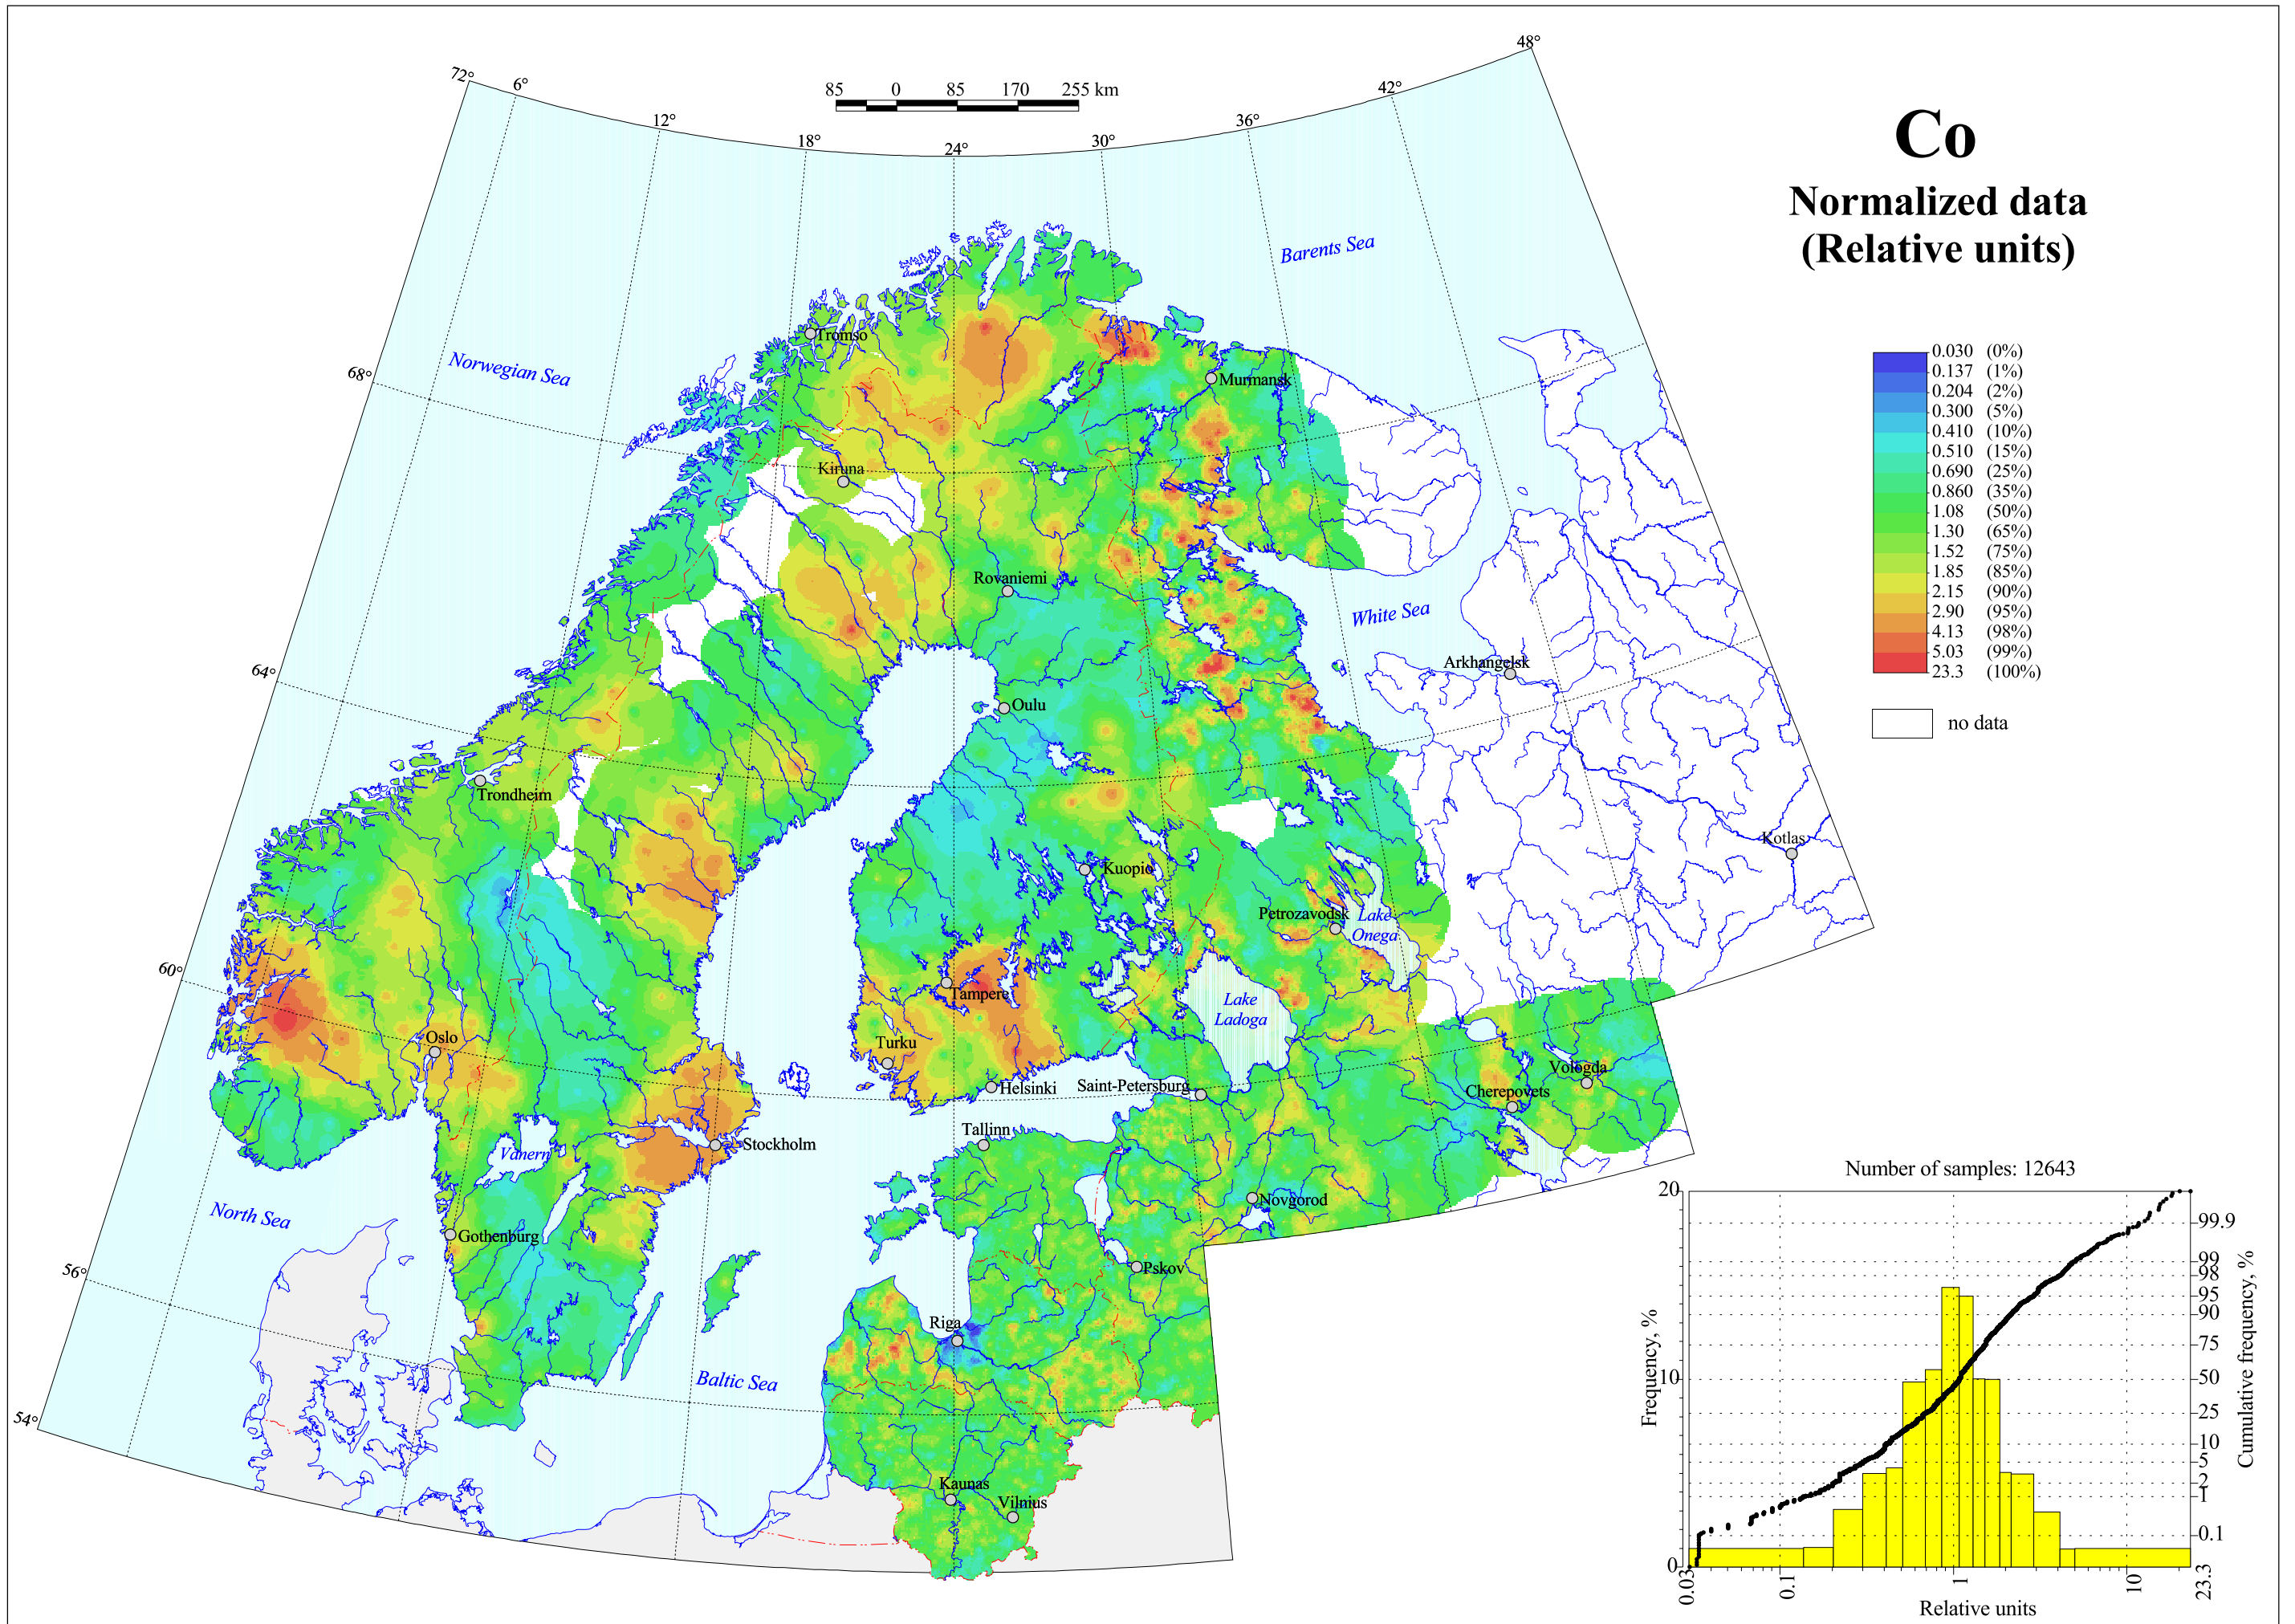 Co
Normalized data
(Relative units)
85 0 85 170 255 km
72° 6° 12° 18° 24° 30° 36° 42° 48°
68°
64°
60°
56°
54°
Barents Sea
Norwegian Sea
White Sea
North Sea
Baltic Sea
Tromso
Murmansk
Kiruna
Rovaniemi
Arkhangelsk
Oulu
Trondheim
Kotlas
Kuopio
Petrozavodsk
Lake
Onega
Tampere
Lake
Ladoga
Oslo
Turku
Helsinki
Saint-Petersburg
Vologda
Cherepovets
Tallinn
Stockholm
Vanern
Novgorod
Gothenburg
Pskov
Riga
Kaunas
Vilnius
0.030 (0%)
0.137 (1%)
0.204 (2%)
0.300 (5%)
0.410 (10%)
0.510 (15%)
0.690 (25%)
0.860 (35%)
1.08 (50%)
1.30 (65%)
1.52 (75%)
1.85 (85%)
2.15 (90%)
2.90 (95%)
4.13 (98%)
5.03 (99%)
23.3 (100%)
no data
Number of samples: 12643
Frequency, %
20
10
0
Cumulative frequency, %
99.9
99
98
95
90
75
50
25
10
5
2
1
0.1
0.03 0.1 1 10 23.3
Relative units